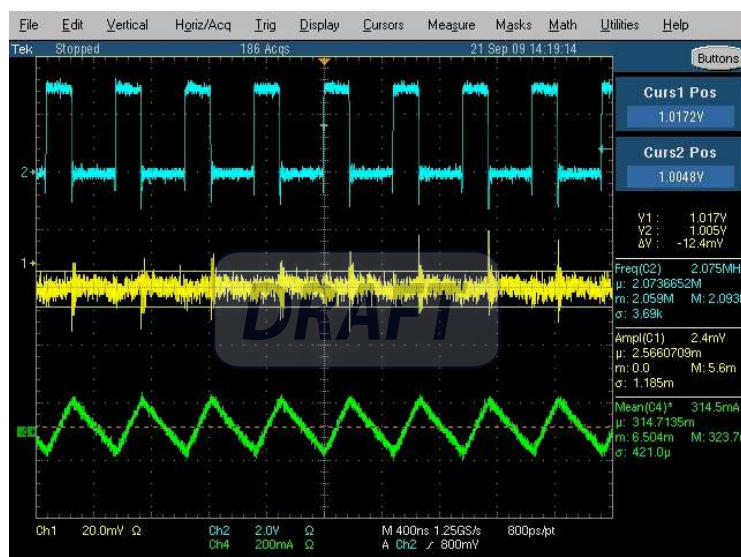 File Edit Vertical Horiz/Acq Trig Display Cursors Measure Masks Math Utilities Help
Tek Stopped 186 Acqs 21 Sep 09 14:19:14
Buttons
Curs1 Pos
1.0172V
Curs2 Pos
1.0048V
V1 : 1.017V
V2 : 1.005V
ΔV : -12.4mV
Freq(C2) 2.075MH
µ: 2.0736652M
m: 2.059M M: 2.093
σ: 3.69k
Ampl(C1) 2.4mV
µ: 2.5660709m
m: 0.0 M: 5.6m
σ: 1.185m
Mean(C4)* 314.5mA
µ: 314.7135m
m: 6.504m M: 323.7
σ: 421.0µ
2
1
DRAFT
4
Ch1 20.0mV Ω Ch2 2.0V Ω M 400ns 1.25GS/s 800ps/pt
Ch4 200mA Ω A Ch2 / 800mV